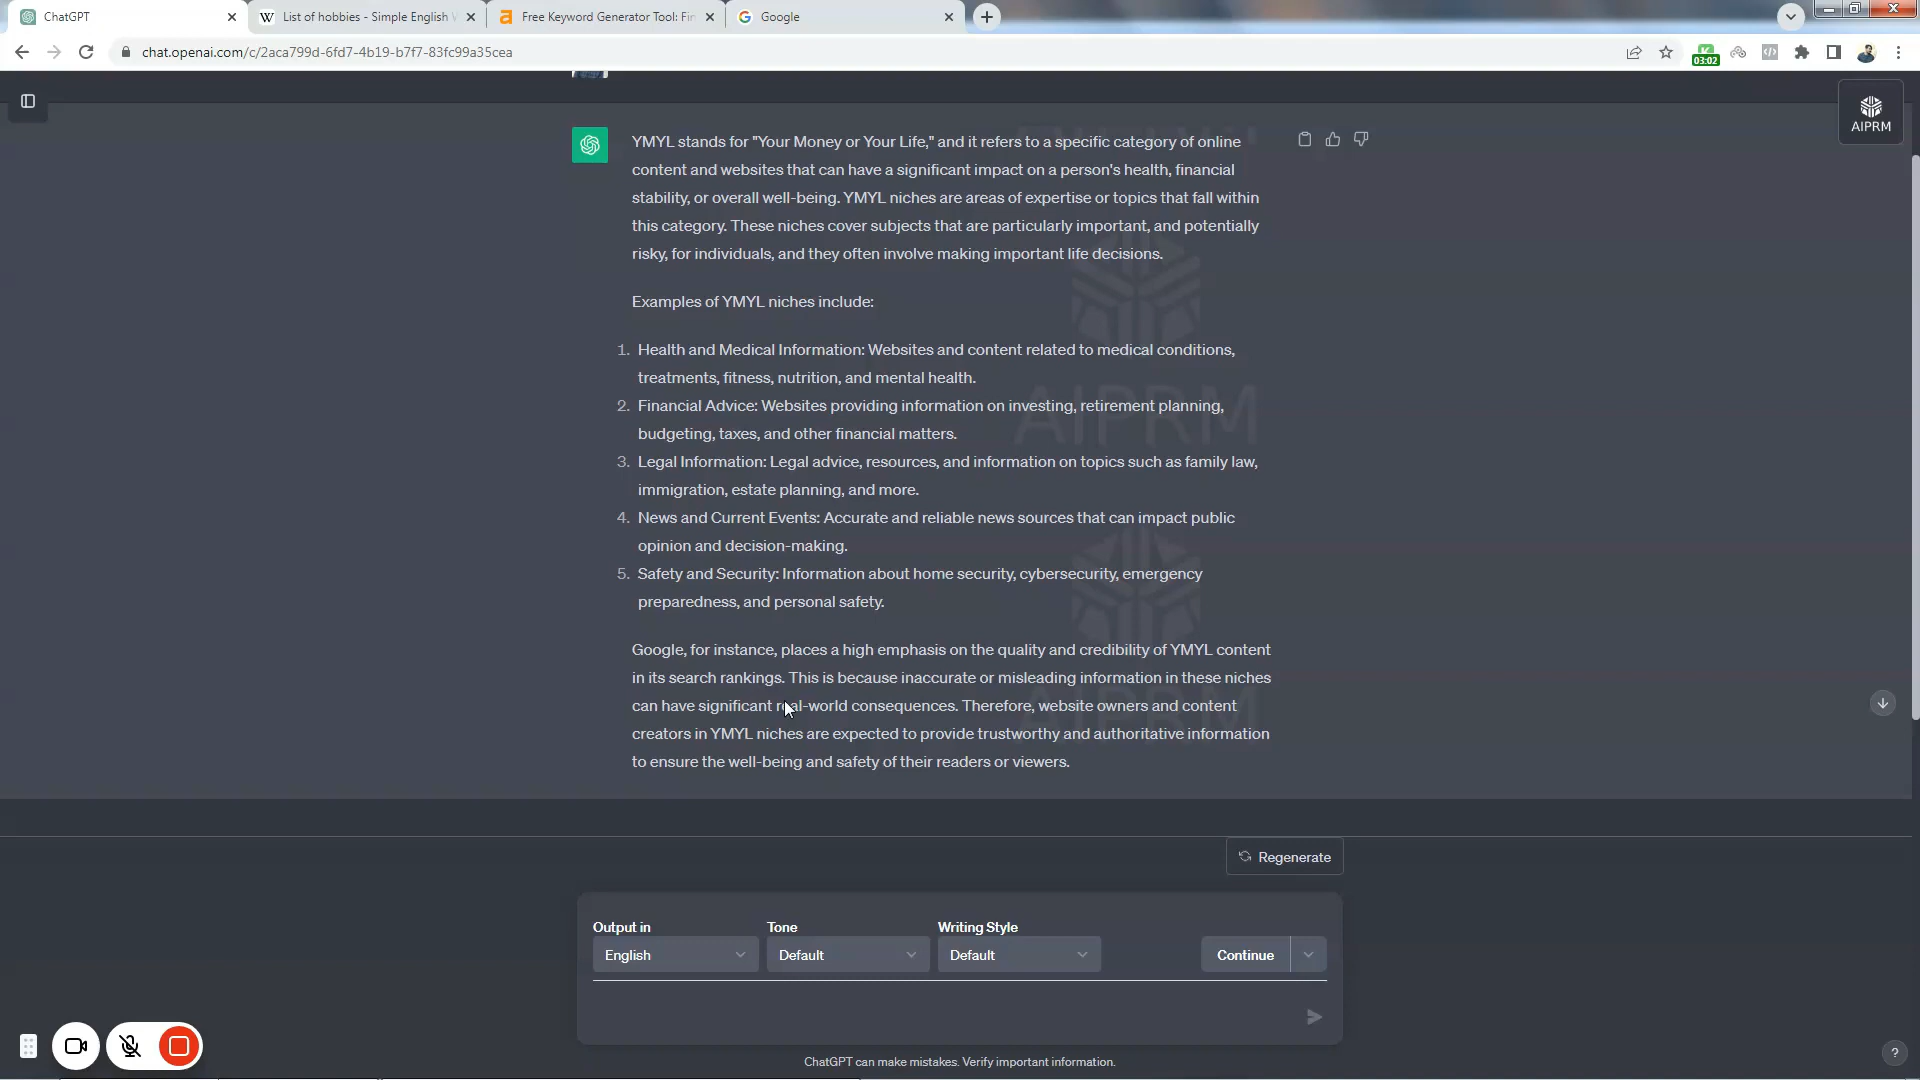 ChatGPT
List of hobbies - Simple English
Free Keyword Generator Tool: Fin
Google
chat.openai.com/c/2aca799d-6fd7-4b19-b7f7-83fc99a35cea
03:02
AIPRM
YMYL stands for "Your Money or Your Life," and it refers to a specific category of online
content and websites that can have a significant impact on a person's health, financial
stability, or overall well-being. YMYL niches are areas of expertise or topics that fall within
this category. These niches cover subjects that are particularly important, and potentially
risky, for individuals, and they often involve making important life decisions.
Examples of YMYL niches include:
1. Health and Medical Information: Websites and content related to medical conditions,
treatments, fitness, nutrition, and mental health.
2. Financial Advice: Websites providing information on investing, retirement planning,
budgeting, taxes, and other financial matters.
3. Legal Information: Legal advice, resources, and information on topics such as family law,
immigration, estate planning, and more.
4. News and Current Events: Accurate and reliable news sources that can impact public
opinion and decision-making.
5. Safety and Security: Information about home security, cybersecurity, emergency
preparedness, and personal safety.
Google, for instance, places a high emphasis on the quality and credibility of YMYL content
in its search rankings. This is because inaccurate or misleading information in these niches
can have significant real-world consequences. Therefore, website owners and content
creators in YMYL niches are expected to provide trustworthy and authoritative information
to ensure the well-being and safety of their readers or viewers.
AIPRM
AIPRM
Regenerate
Output in Tone Writing Style
English Default Default Continue
ChatGPT can make mistakes. Verify important information.
?